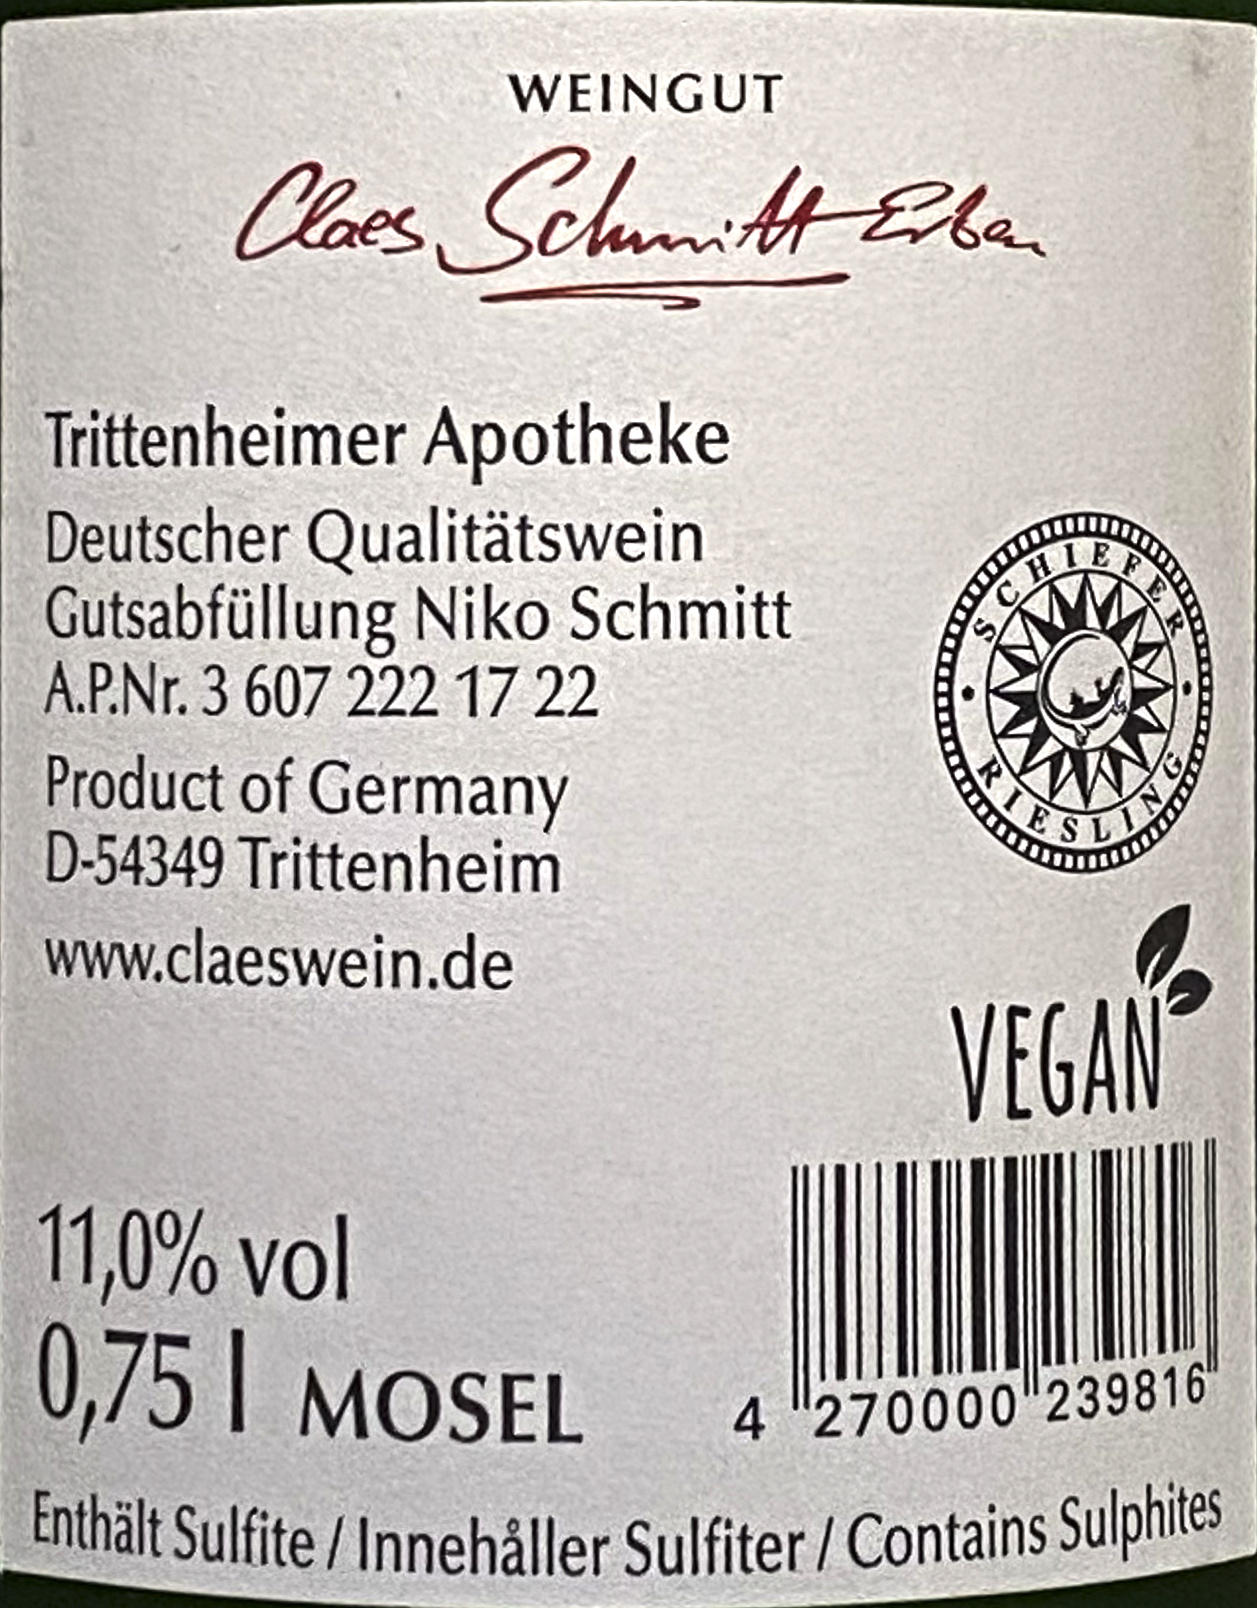 WEINGUT
Claes Schmitt Erben
Trittenheimer Apotheke
Deutscher Qualitätswein
Gutsabfüllung Niko Schmitt
A.P.Nr. 3 607 222 17 22
SCHIEFER
RIESLING
Product of Germany
D-54349 Trittenheim
www.claeswein.de
VEGAN
11,0% vol
0,75 l MOSEL
4 270000 239816
Enthält Sulfite / Innehåller Sulfiter / Contains Sulphites